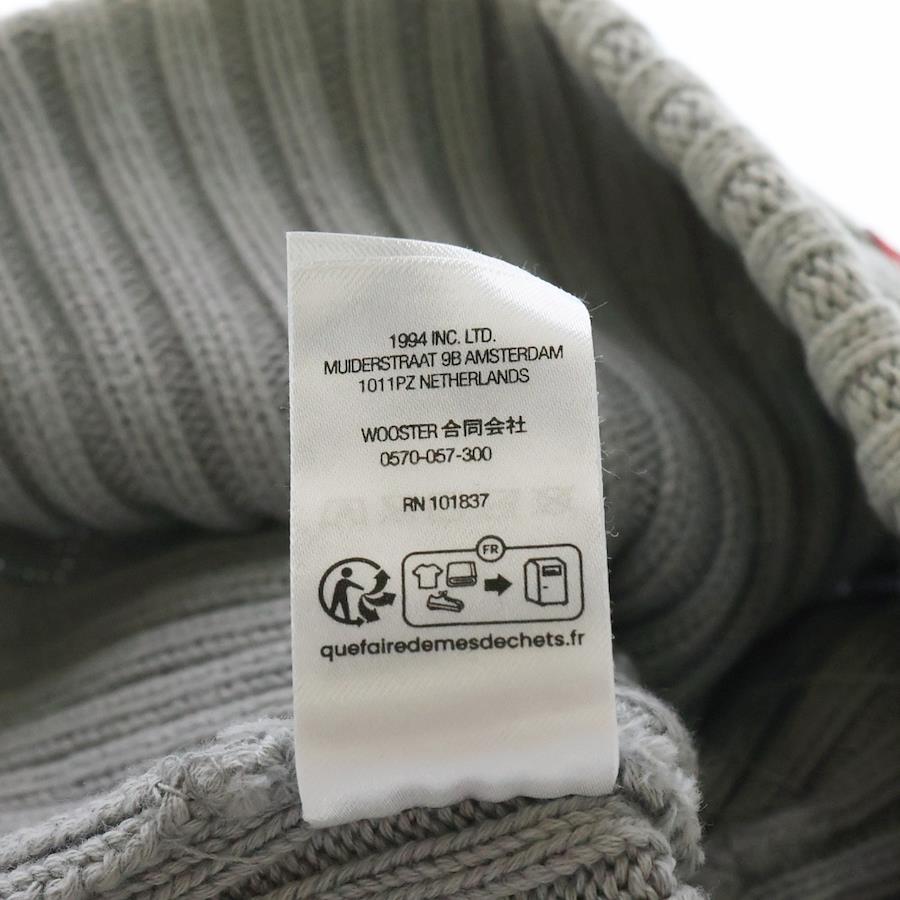 1994 INC. LTD.
MUIDERSTRAAT 9B AMSTERDAM
1011PZ NETHERLANDS
WOOSTER 合同会社
0570-057-300
RN 101837
FR
quefairedemesdechets.fr